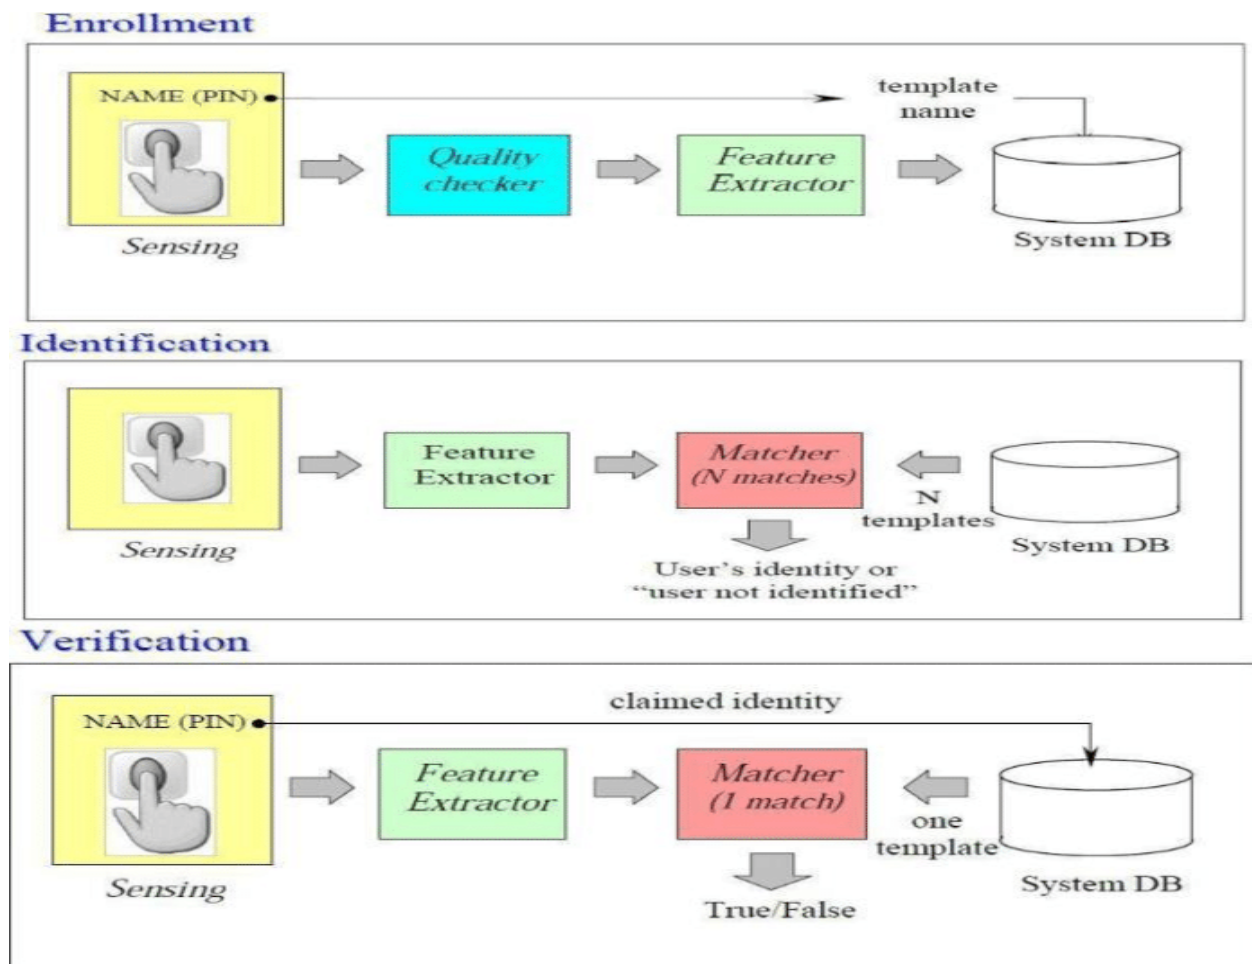 Enrollment
NAME (PIN)
template
name
Quality
checker
Feature
Extractor
Sensing
System DB
Identification
Feature
Extractor
Matcher
(N matches)
N
templates
Sensing
System DB
User's identity or
“user not identified”
Verification
NAME (PIN)
claimed identity
Feature
Extractor
Matcher
(1 match)
one
template
Sensing
System DB
True/False